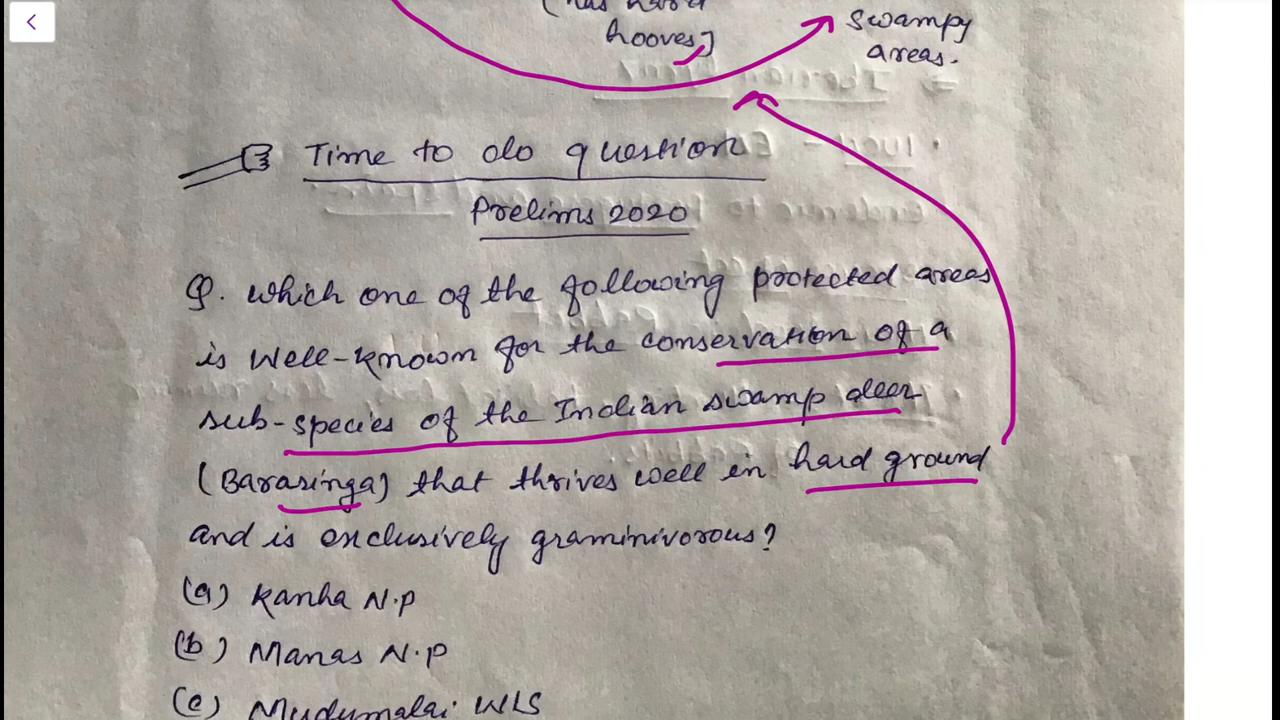 (has hard
hooves]
swampy
areas.
Time to do question
Prelims 2020
Q. which one of the following protected areas
is well-known for the conservation of a
sub-species of the Indian swamp deer
(Barasinga) that thrives well in hard ground
and is exclusively graminivorous?
(a) Kanha N.P
(b) Manas N.P
(c) Mudumalai WLS